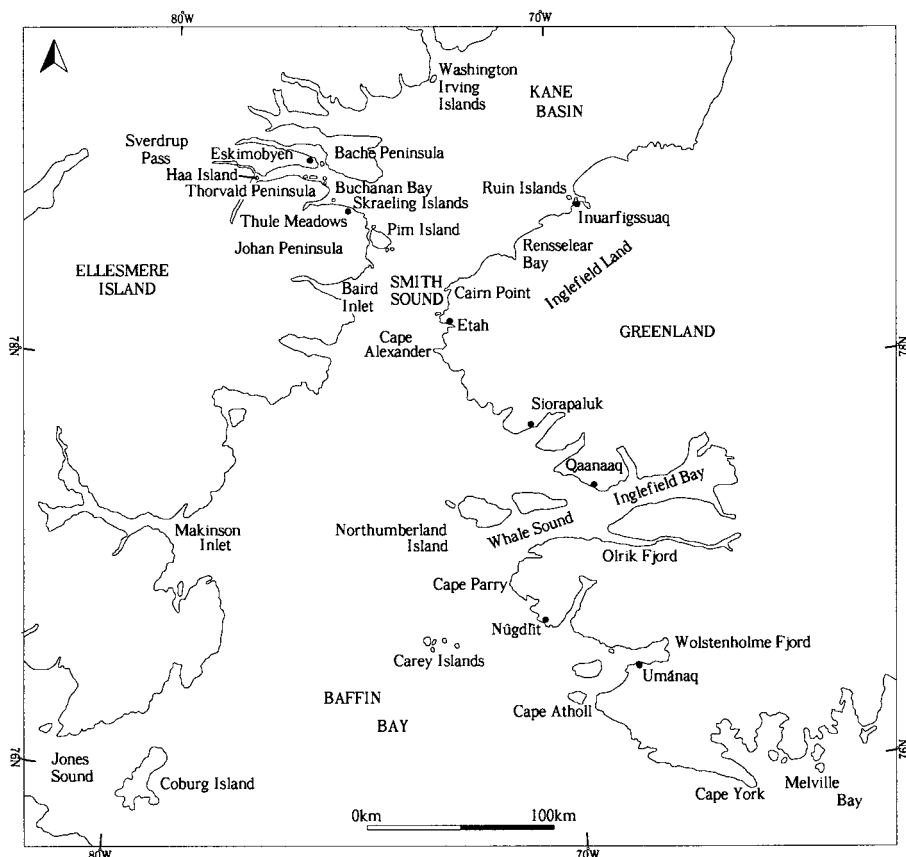 80°W
70°W
Washington
Irving
Islands
KANE
BASIN
Sverdrup
Pass
Eskimobyen
Bache Peninsula
Haa Island
Thorvald Peninsula
Buchanan Bay
Skraeling Islands
Ruin Islands
Inuarfigssuaq
Thule Meadows
Pim Island
Johan Peninsula
Rensselear
Bay
Inglefield Land
ELLESMERE
ISLAND
SMITH
SOUND
Baird
Inlet
Cairn Point
Etah
GREENLAND
Cape
Alexander
78N
78N
Siorapaluk
Qaanaaq
Inglefield Bay
Makinson
Inlet
Northumberland
Island
Whale Sound
Olrik Fjord
Cape Parry
Nûgdlît
Wolstenholme Fjord
Carey Islands
Umánaq
BAFFIN
BAY
Cape Atholl
76N
76N
Jones
Sound
Coburg Island
Cape York
Melville
Bay
0km
100km
80°W
70°W